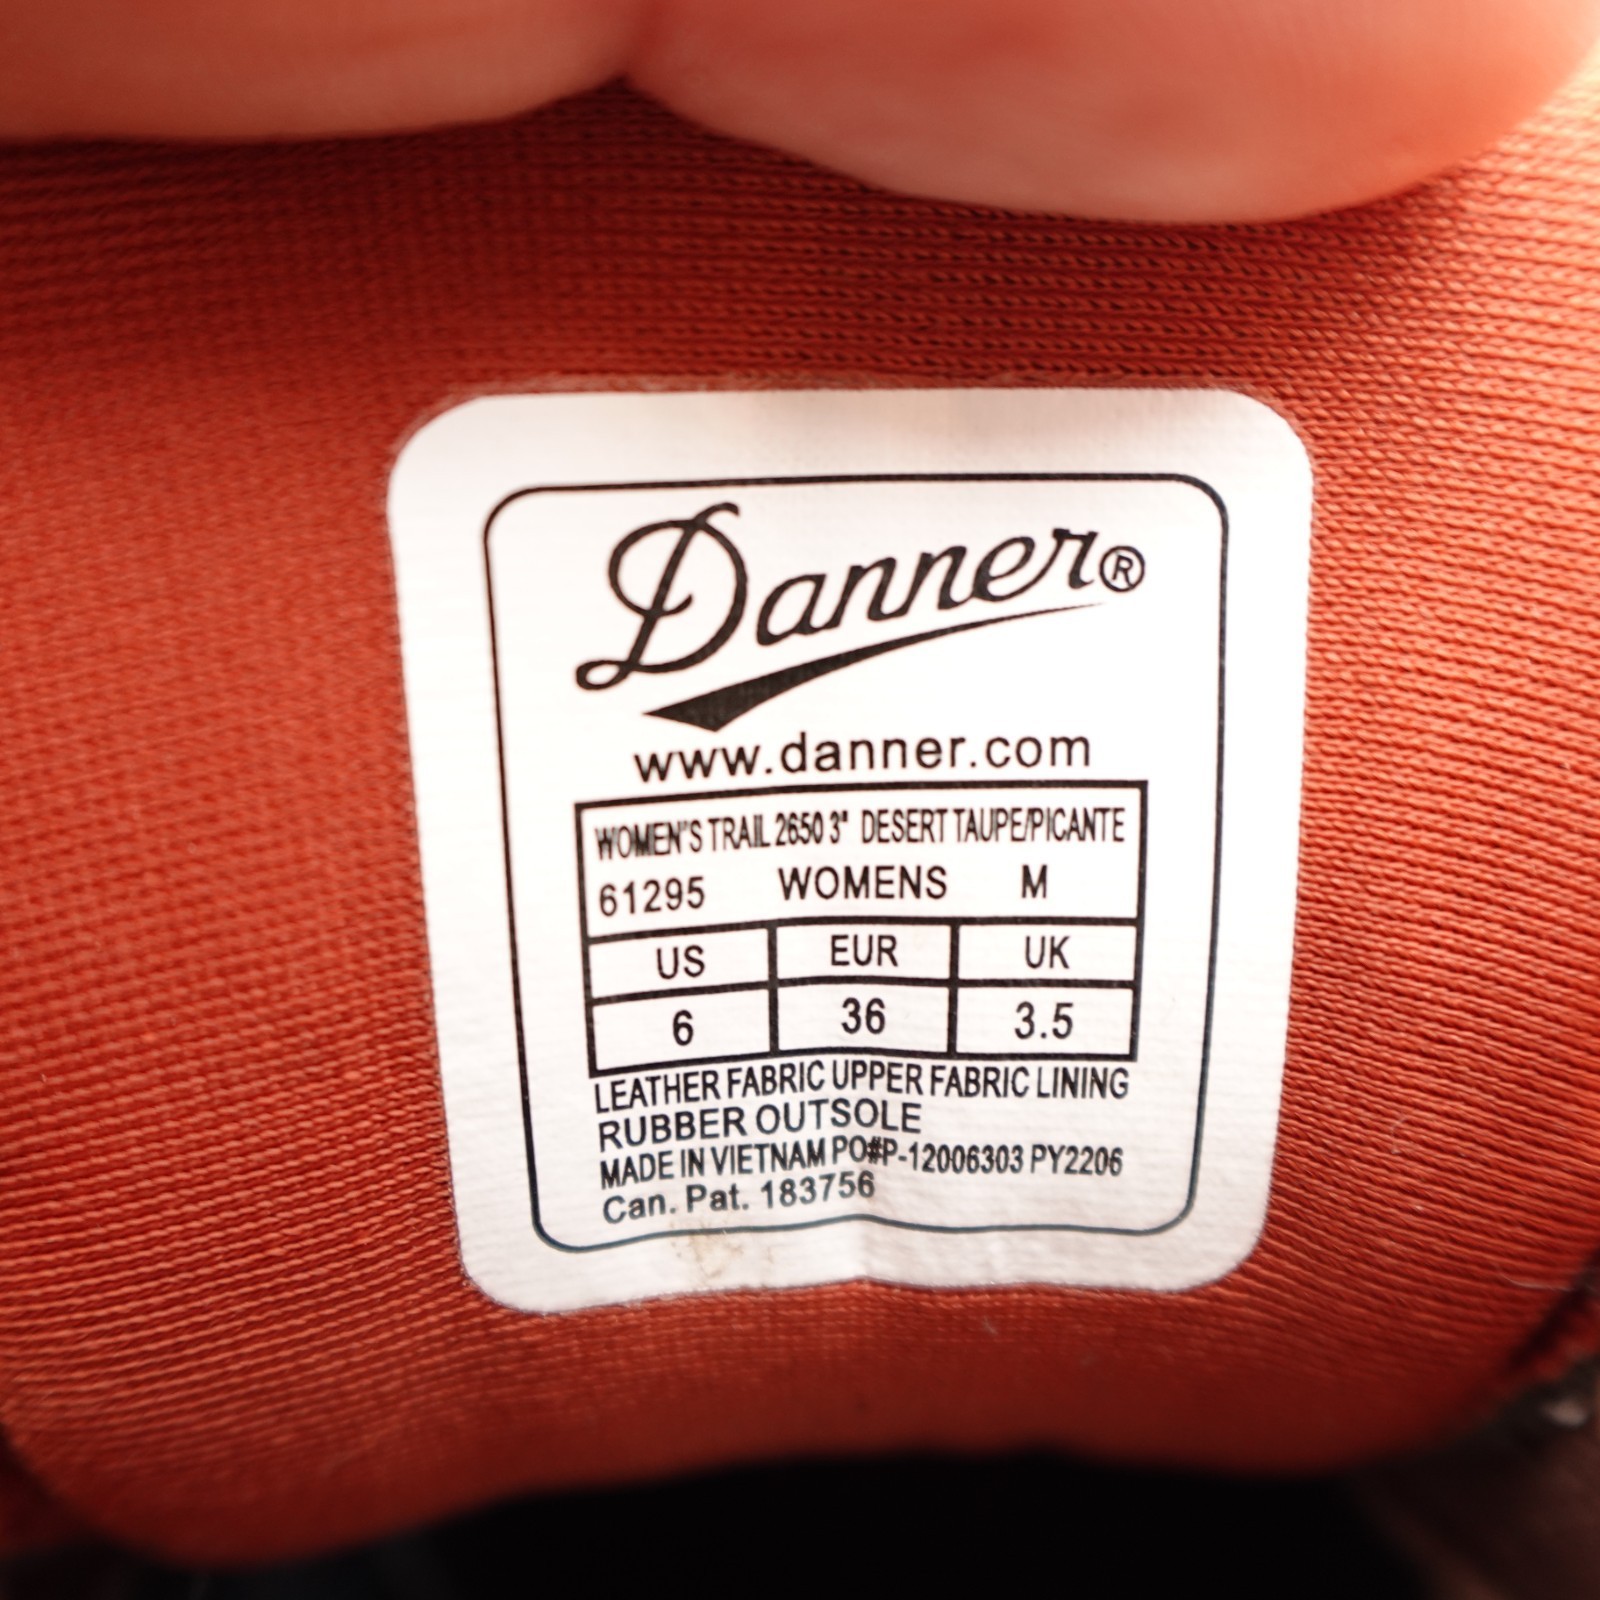 Danner®
www.danner.com
WOMEN'S TRAIL 2650 3" DESERT TAUPE/PICANTE
61295 WOMENS M
US EUR UK
6 36 3.5
LEATHER FABRIC UPPER FABRIC LINING
RUBBER OUTSOLE
MADE IN VIETNAM PO#P-12006303 PY2206
Can. Pat. 183756